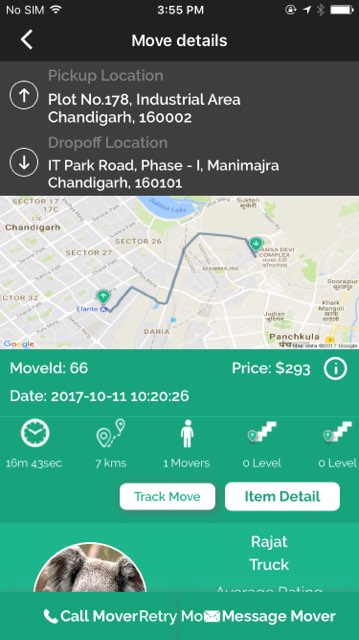 No SIM 3:55 PM
Move details
Pickup Location
Plot No.178, Industrial Area
Chandigarh, 160002
Dropoff Location
IT Park Road, Phase - I, Manimajra
Chandigarh, 160101
SECTOR 17
17C
Sukhna Lake
Chandigarh
SECTOR 26
SECTOR 27
MANSA DEVI
COMPLEX
MANIMAJRA
CTOR 32
Elante
DARIA
Panchkula
Google
Map data ©2017 Google
MoveId: 66 Price: $293
Date: 2017-10-11 10:20:26
16m 43sec 7 kms 1 Movers 0 Level 0 Level
Track Move Item Detail
Rajat
Truck
Average Rating
Call Mover Retry Mo Message Mover